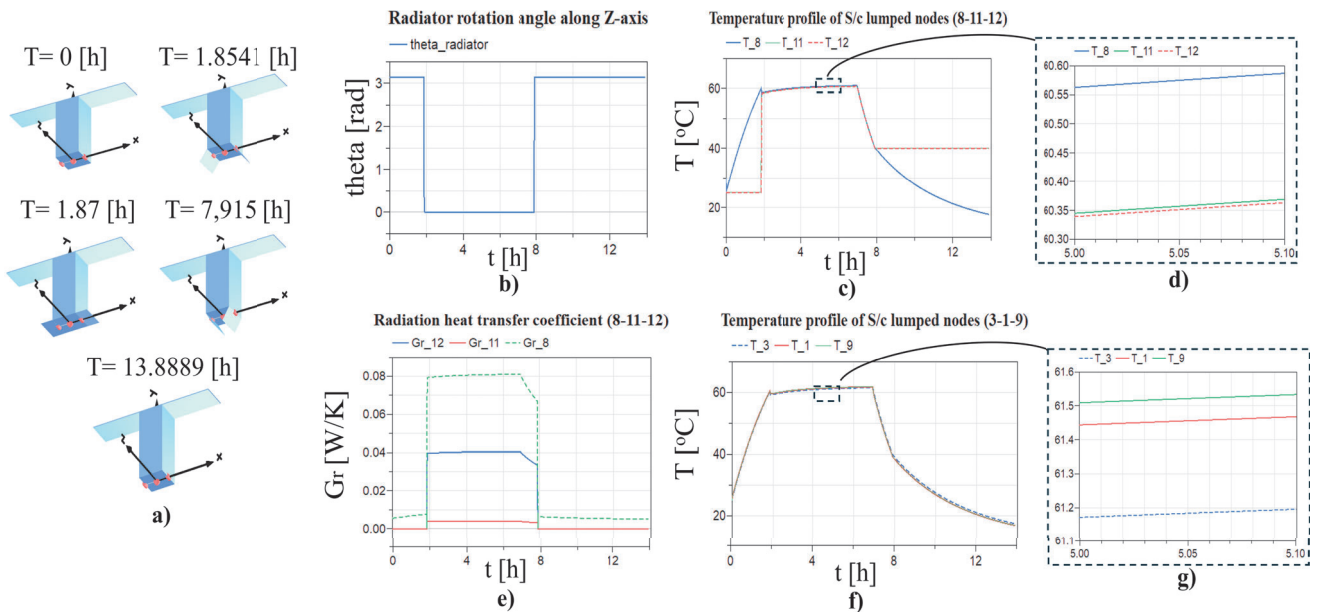 T= 0 [h]
T= 1.8541 [h]
Y
X
Z
Y
X
Z
T= 1.87 [h]
T= 7,915 [h]
Y
X
Z
Y
X
Z
T= 13.8889 [h]
Y
X
Z
a)
Radiator rotation angle along Z-axis
theta_radiator
theta [rad]
3
2
1
0
0
4
8
12
t [h]
b)
Temperature profile of S/c lumped nodes (8-11-12)
T_8 T_11 T_12
T [°C]
60
40
20
0
4
8
12
t [h]
c)
T_8 T_11 T_12
60.60
60.55
60.50
60.45
60.40
60.35
60.30
5.00
5.05
5.10
d)
Radiation heat transfer coefficient (8-11-12)
Gr_12 Gr_11 Gr_8
Gr [W/K]
0.08
0.06
0.04
0.02
0.00
0
4
8
12
t [h]
e)
Temperature profile of S/c lumped nodes (3-1-9)
T_3 T_1 T_9
T [°C]
60
40
20
0
4
8
12
t [h]
f)
T_3 T_1 T_9
61.6
61.5
61.4
61.3
61.2
61.1
5.00
5.05
5.10
g)